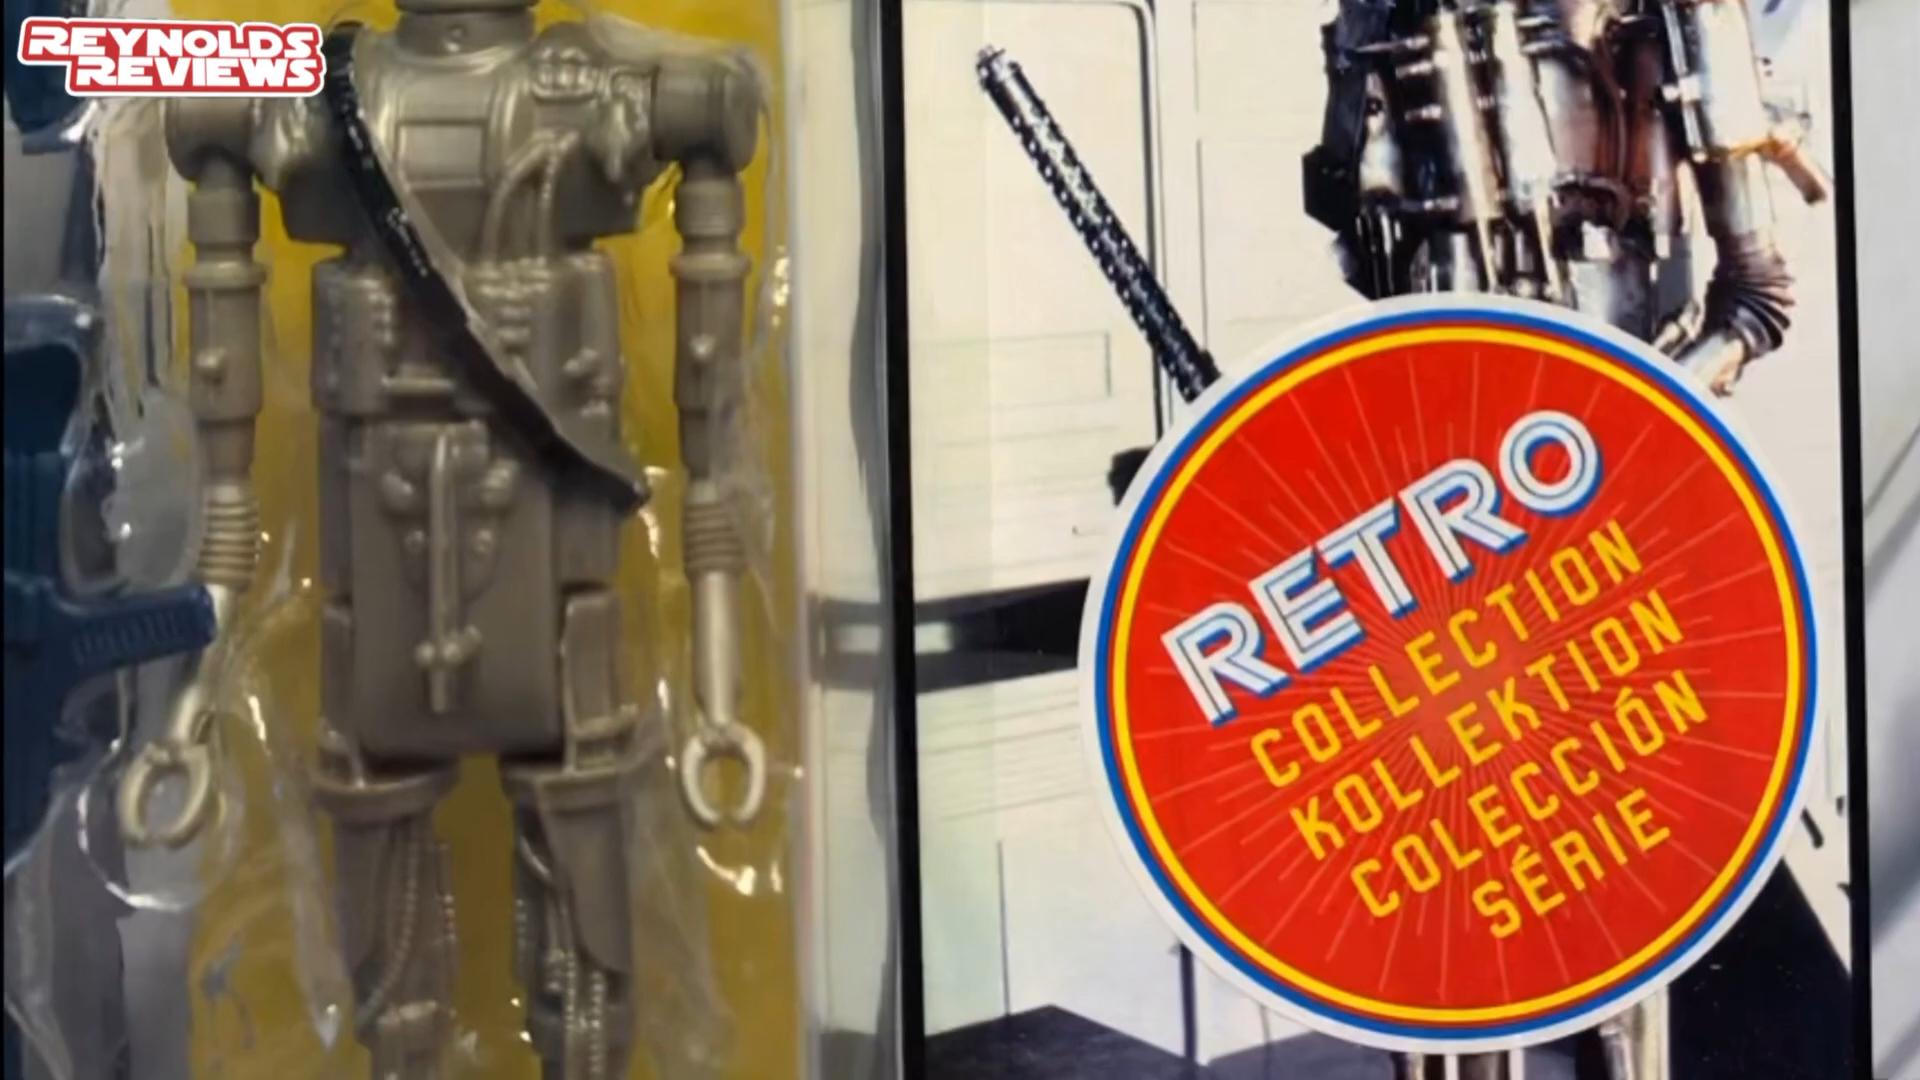 REYNOLDS
REVIEWS
RETRO
COLLECTION
KOLLEKTION
COLECCIÓN
SÉRIE